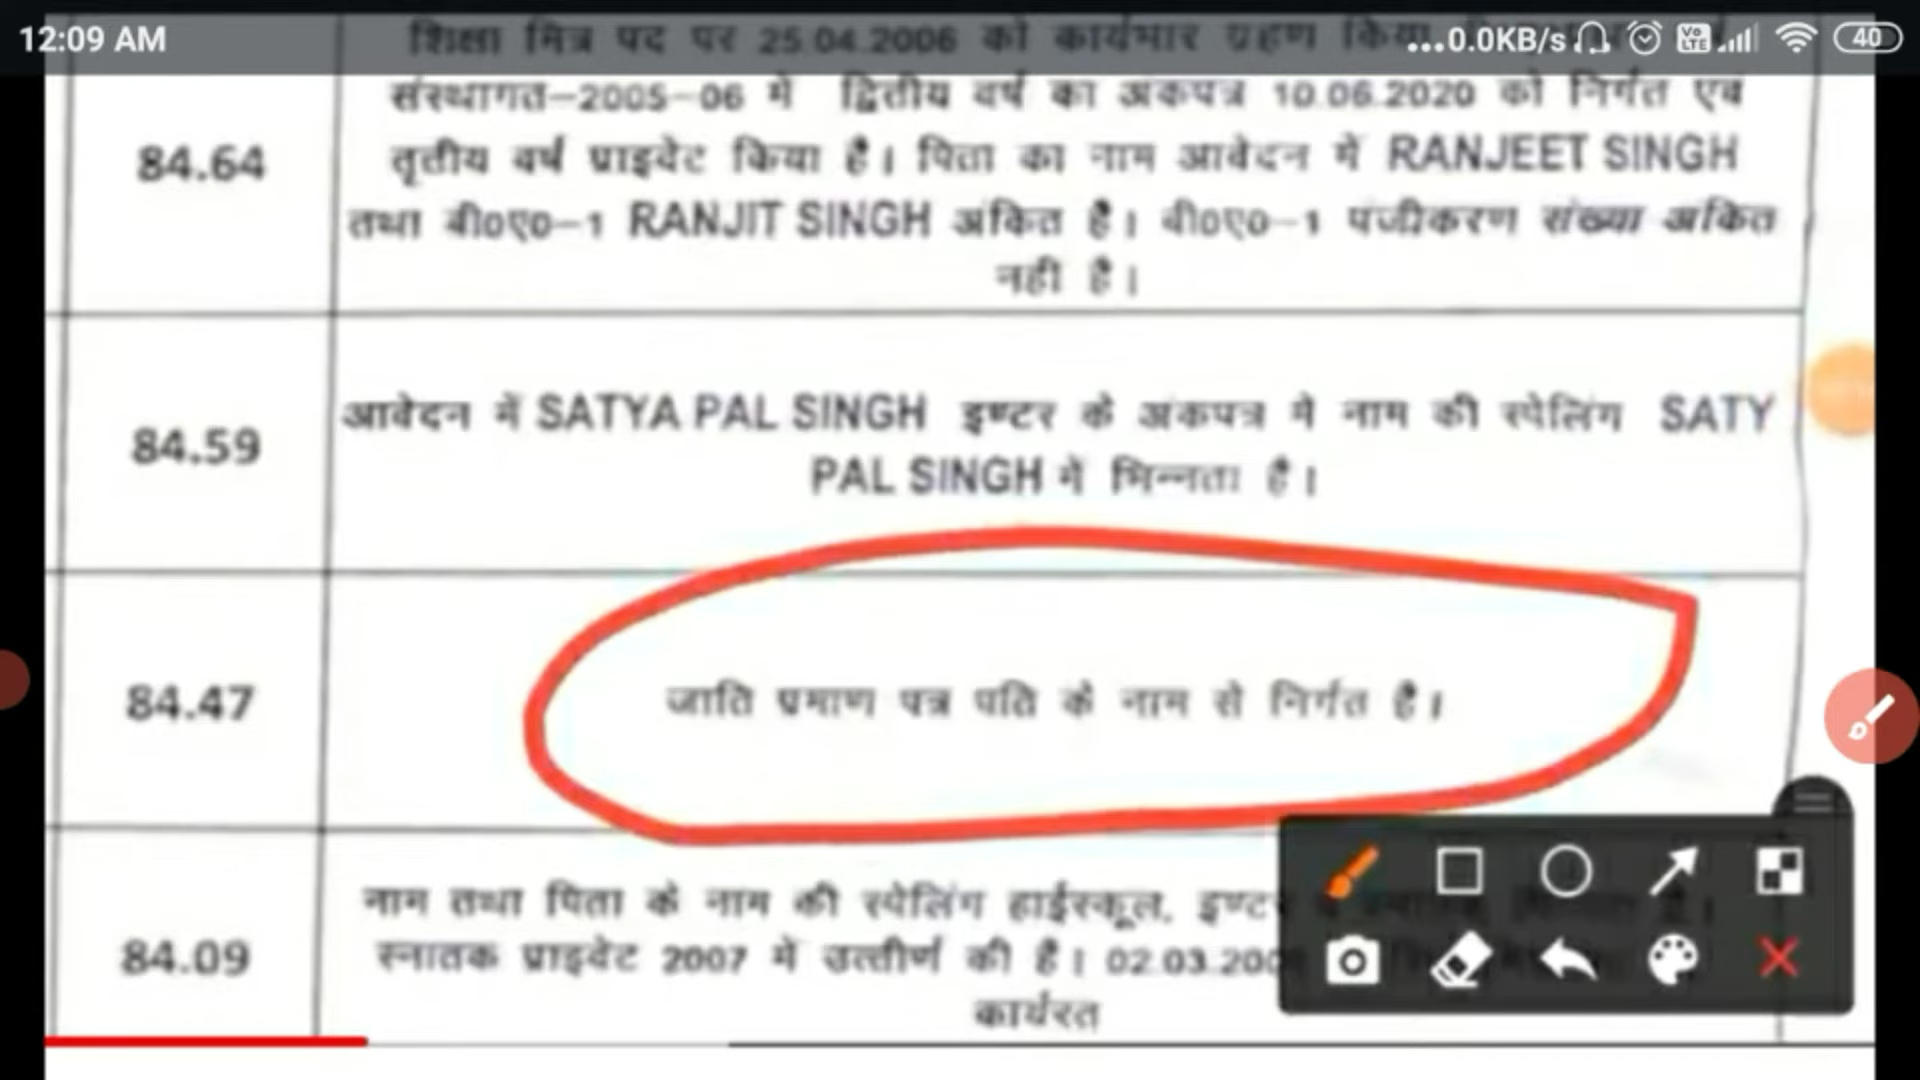 12:09 AM
...0.0KB/s
Vo LTE
40
शिक्षा मित्र पद पर 25.04.2006 को कार्यभार ग्रहण किया
संस्थागत–2005–06 में द्वितीय वर्ष का अंकपत्र 10.06.2020 को निर्गत एवं
84.64
तृतीय वर्ष प्राइवेट किया है। पिता का नाम आवेदन में RANJEET SINGH
तथा बी0ए0–1 RANJIT SINGH अंकित है। बी0ए0–1 पंजीकरण संख्या अंकित
नही है।
84.59
आवेदन में SATYA PAL SINGH इण्टर के अंकपत्र मे नाम की स्पेलिंग SATY
PAL SINGH में भिन्नता है।
84.47
जाति प्रमाण पत्र पति के नाम से निर्गत है।
84.09
नाम तथा पिता के नाम की स्पेलिंग हाईस्कूल, इण्टर
स्नातक प्राइवेट 2007 में उत्तीर्ण की है। 02.03.200
कार्यरत